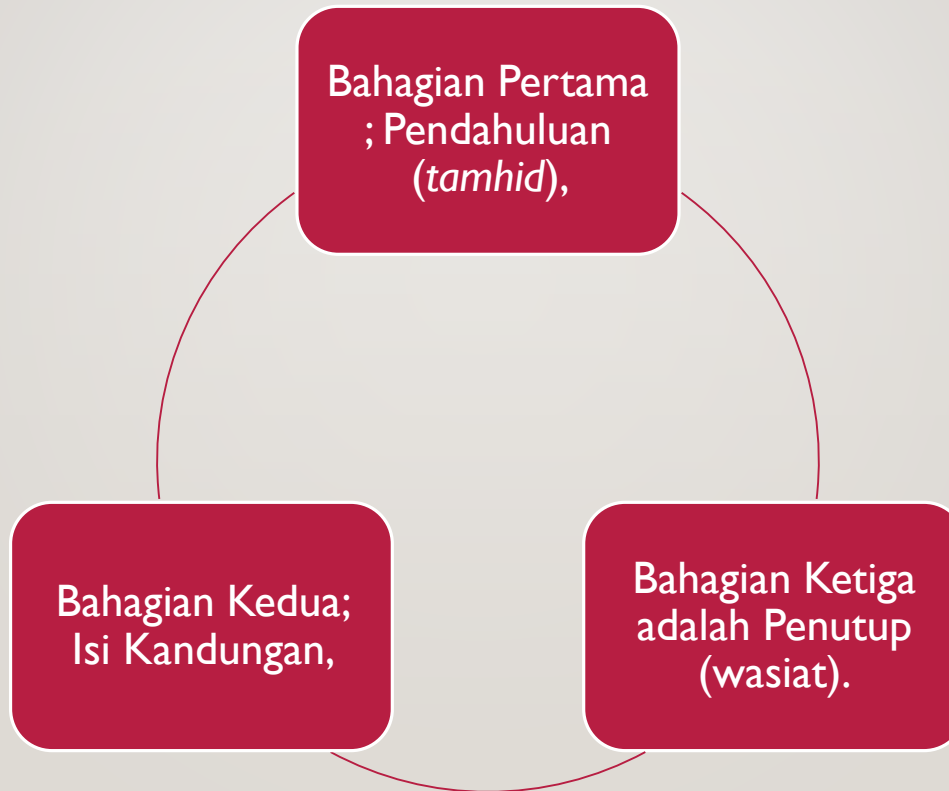 Bahagian Pertama
; Pendahuluan
(tamhid),
Bahagian Kedua;
Isi Kandungan,
Bahagian Ketiga
adalah Penutup
(wasiat).